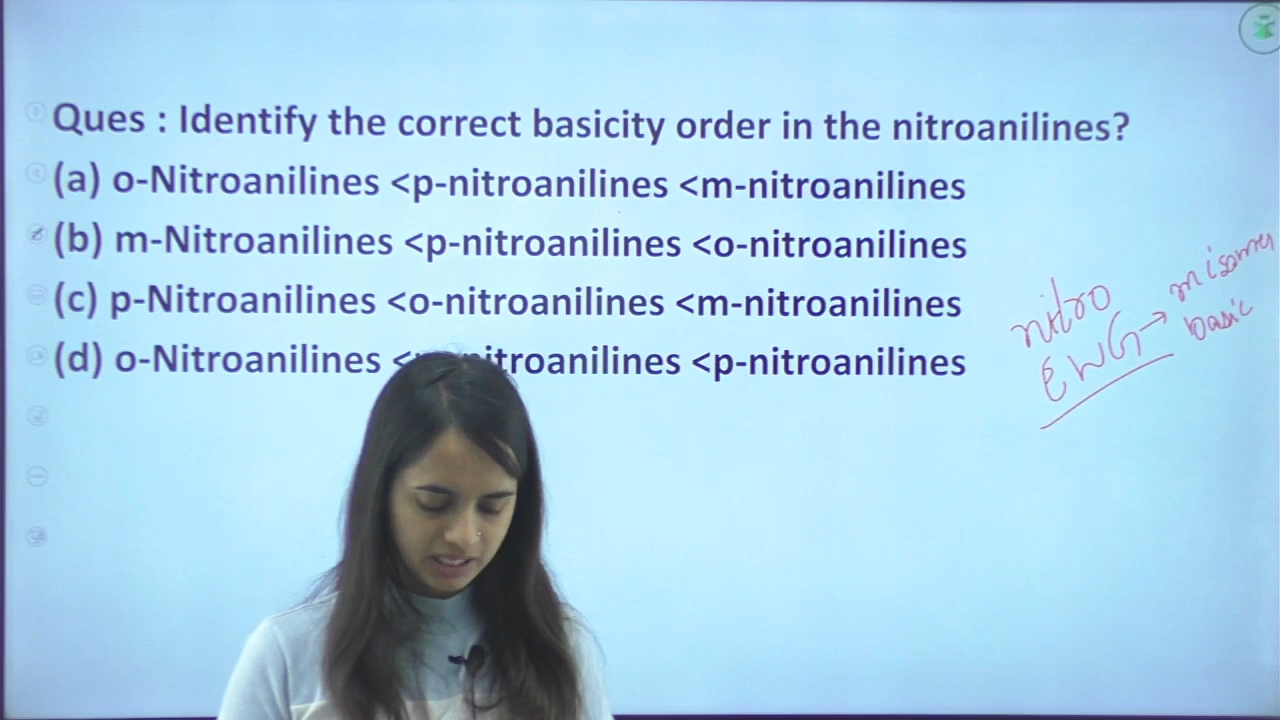 Ques : Identify the correct basicity order in the nitroanilines?
(a) o-Nitroanilines <p-nitroanilines <m-nitroanilines
(b) m-Nitroanilines <p-nitroanilines <o-nitroanilines
(c) p-Nitroanilines <o-nitroanilines <m-nitroanilines
(d) o-Nitroanilines < itroanilines <p-nitroanilines
nitro
EWG → m isomer
basic